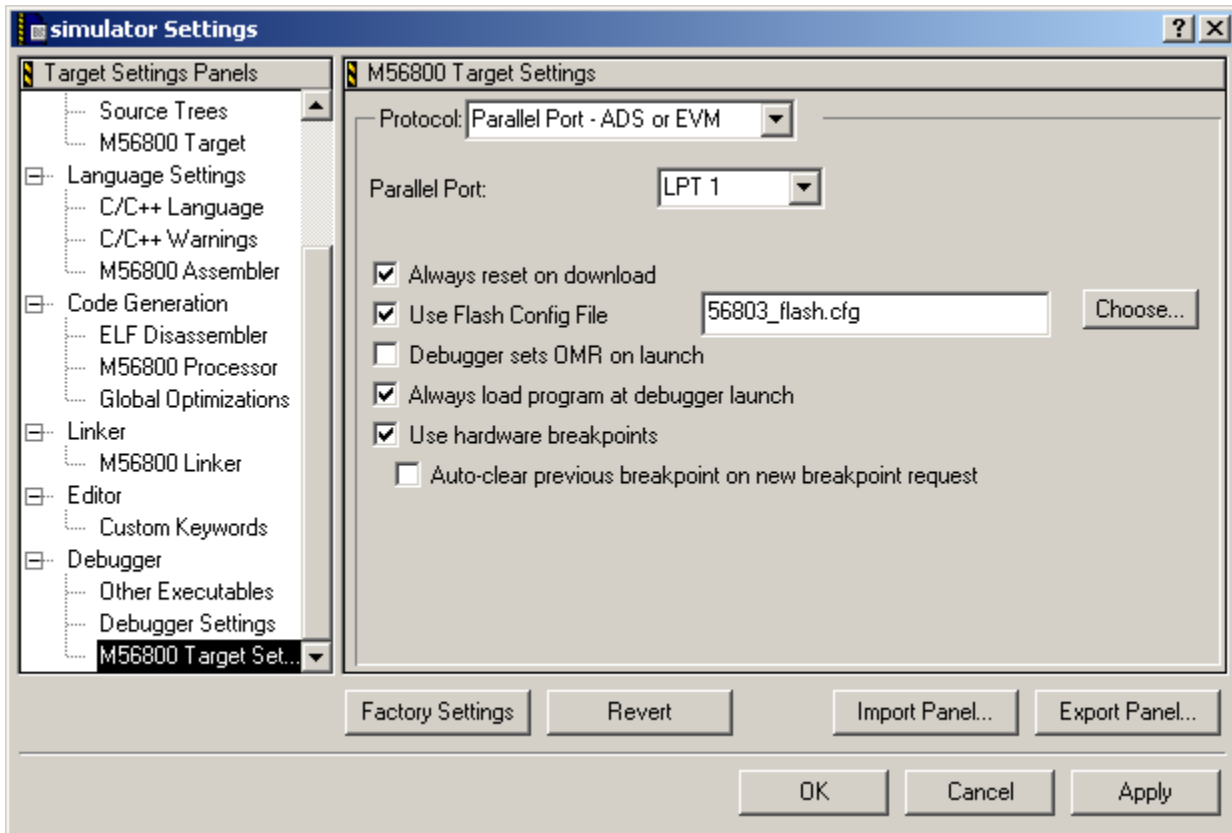 simulator Settings
Target Settings Panels
Source Trees
M56800 Target
Language Settings
C/C++ Language
C/C++ Warnings
M56800 Assembler
Code Generation
ELF Disassembler
M56800 Processor
Global Optimizations
Linker
M56800 Linker
Editor
Custom Keywords
Debugger
Other Executables
Debugger Settings
M56800 Target Set...
M56800 Target Settings
Protocol: Parallel Port - ADS or EVM
Parallel Port: LPT 1
Always reset on download
Use Flash Config File 56803_flash.cfg Choose...
Debugger sets OMR on launch
Always load program at debugger launch
Use hardware breakpoints
Auto-clear previous breakpoint on new breakpoint request
Factory Settings Revert Import Panel... Export Panel...
OK Cancel Apply